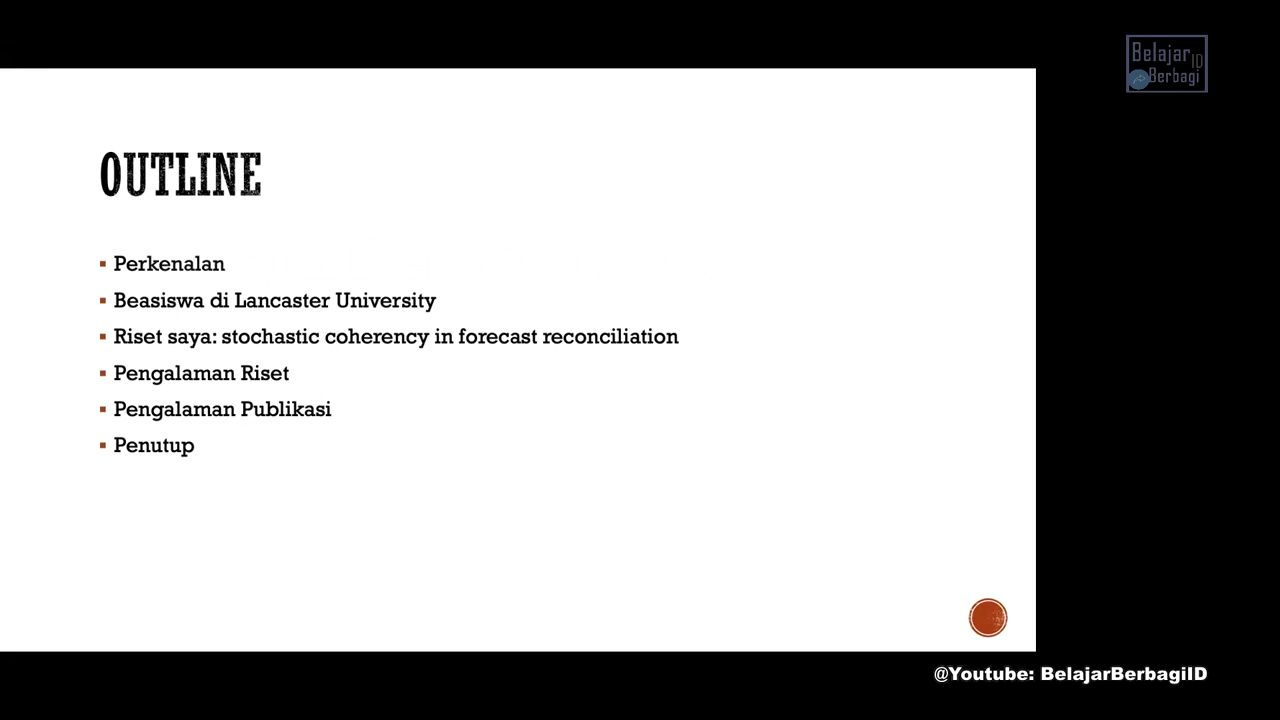 Belajar ID
Berbagi
OUTLINE
▪ Perkenalan
▪ Beasiswa di Lancaster University
▪ Riset saya: stochastic coherency in forecast reconciliation
▪ Pengalaman Riset
▪ Pengalaman Publikasi
▪ Penutup
@Youtube: BelajarBerbagiID